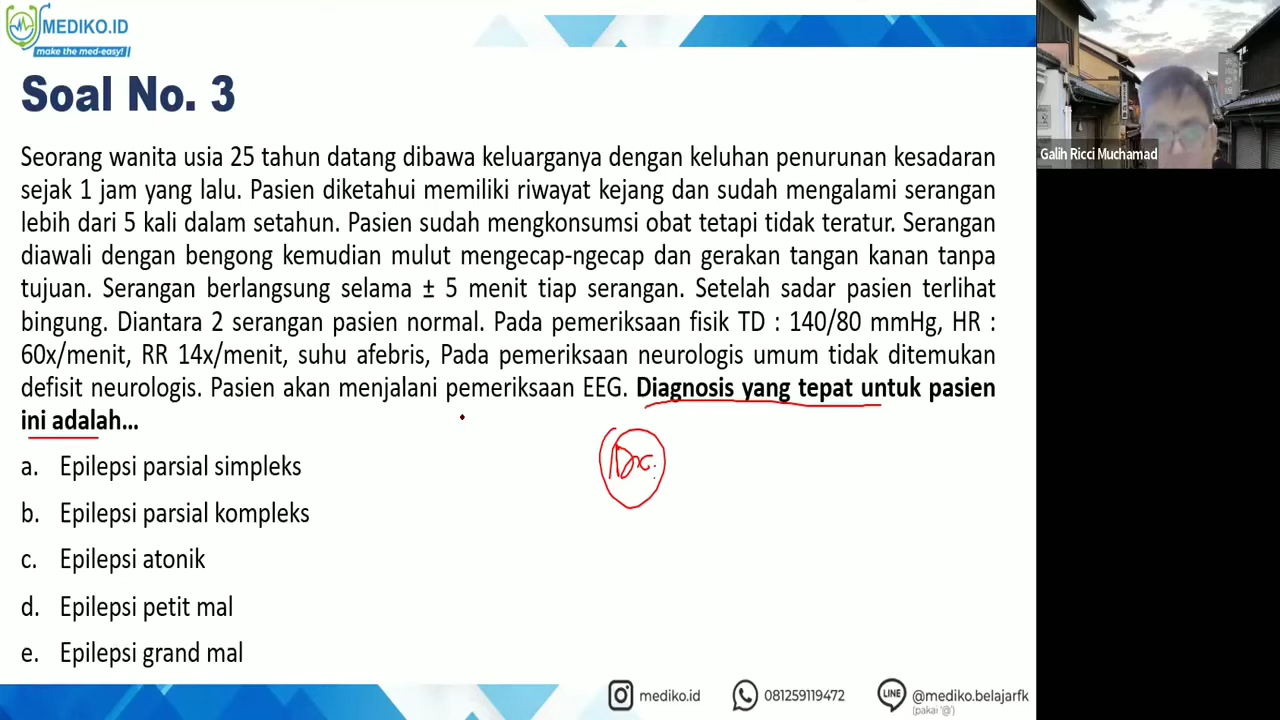 MEDIKO.ID
make the med-easy!
Galih Ricci Muchamad
Soal No. 3
Seorang wanita usia 25 tahun datang dibawa keluarganya dengan keluhan penurunan kesadaran
sejak 1 jam yang lalu. Pasien diketahui memiliki riwayat kejang dan sudah mengalami serangan
lebih dari 5 kali dalam setahun. Pasien sudah mengkonsumsi obat tetapi tidak teratur. Serangan
diawali dengan bengong kemudian mulut mengecap-ngecap dan gerakan tangan kanan tanpa
tujuan. Serangan berlangsung selama ± 5 menit tiap serangan. Setelah sadar pasien terlihat
bingung. Diantara 2 serangan pasien normal. Pada pemeriksaan fisik TD : 140/80 mmHg, HR :
60x/menit, RR 14x/menit, suhu afebris, Pada pemeriksaan neurologis umum tidak ditemukan
defisit neurologis. Pasien akan menjalani pemeriksaan EEG. Diagnosis yang tepat untuk pasien
ini adalah...
Dx.
a. Epilepsi parsial simpleks
b. Epilepsi parsial kompleks
c. Epilepsi atonik
d. Epilepsi petit mal
e. Epilepsi grand mal
mediko.id
081259119472
LINE
@mediko.belajarfk
(pakai '@')